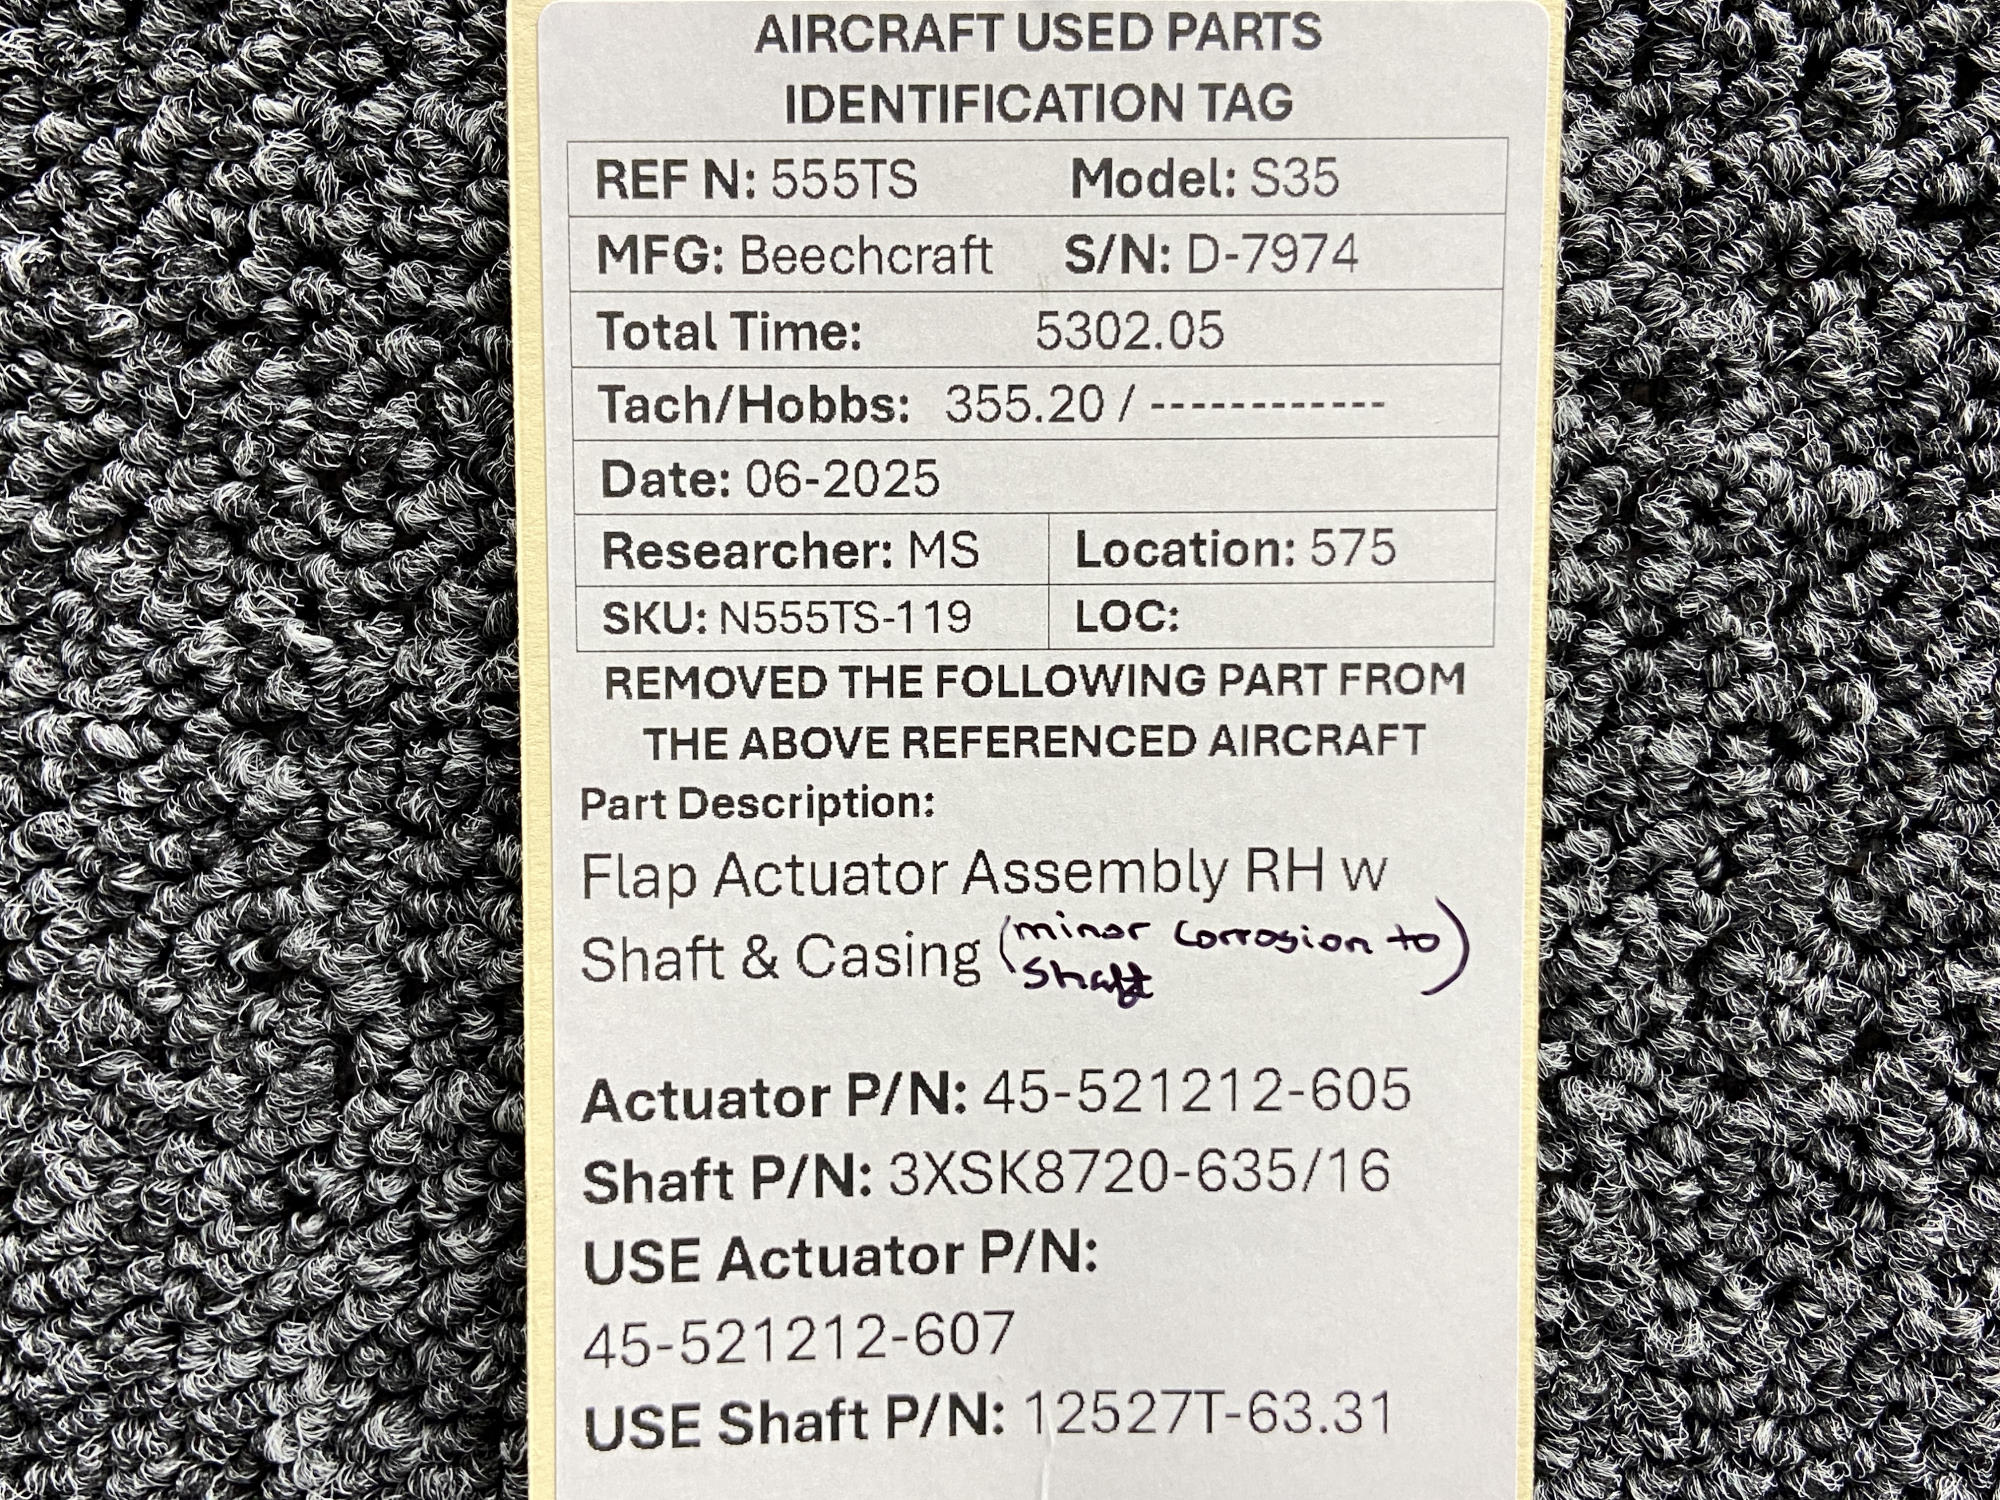 AIRCRAFT USED PARTS
IDENTIFICATION TAG
REF N: 555TS Model: S35
MFG: Beechcraft S/N: D-7974
Total Time: 5302.05
Tach/Hobbs: 355.20 / ------------
Date: 06-2025
Researcher: MS Location: 575
SKU: N555TS-119 LOC:
REMOVED THE FOLLOWING PART FROM
THE ABOVE REFERENCED AIRCRAFT
Part Description:
Flap Actuator Assembly RH w
Shaft & Casing (minor corrosion to
shaft)
Actuator P/N: 45-521212-605
Shaft P/N: 3XSK8720-635/16
USE Actuator P/N:
45-521212-607
USE Shaft P/N: 12527T-63.31